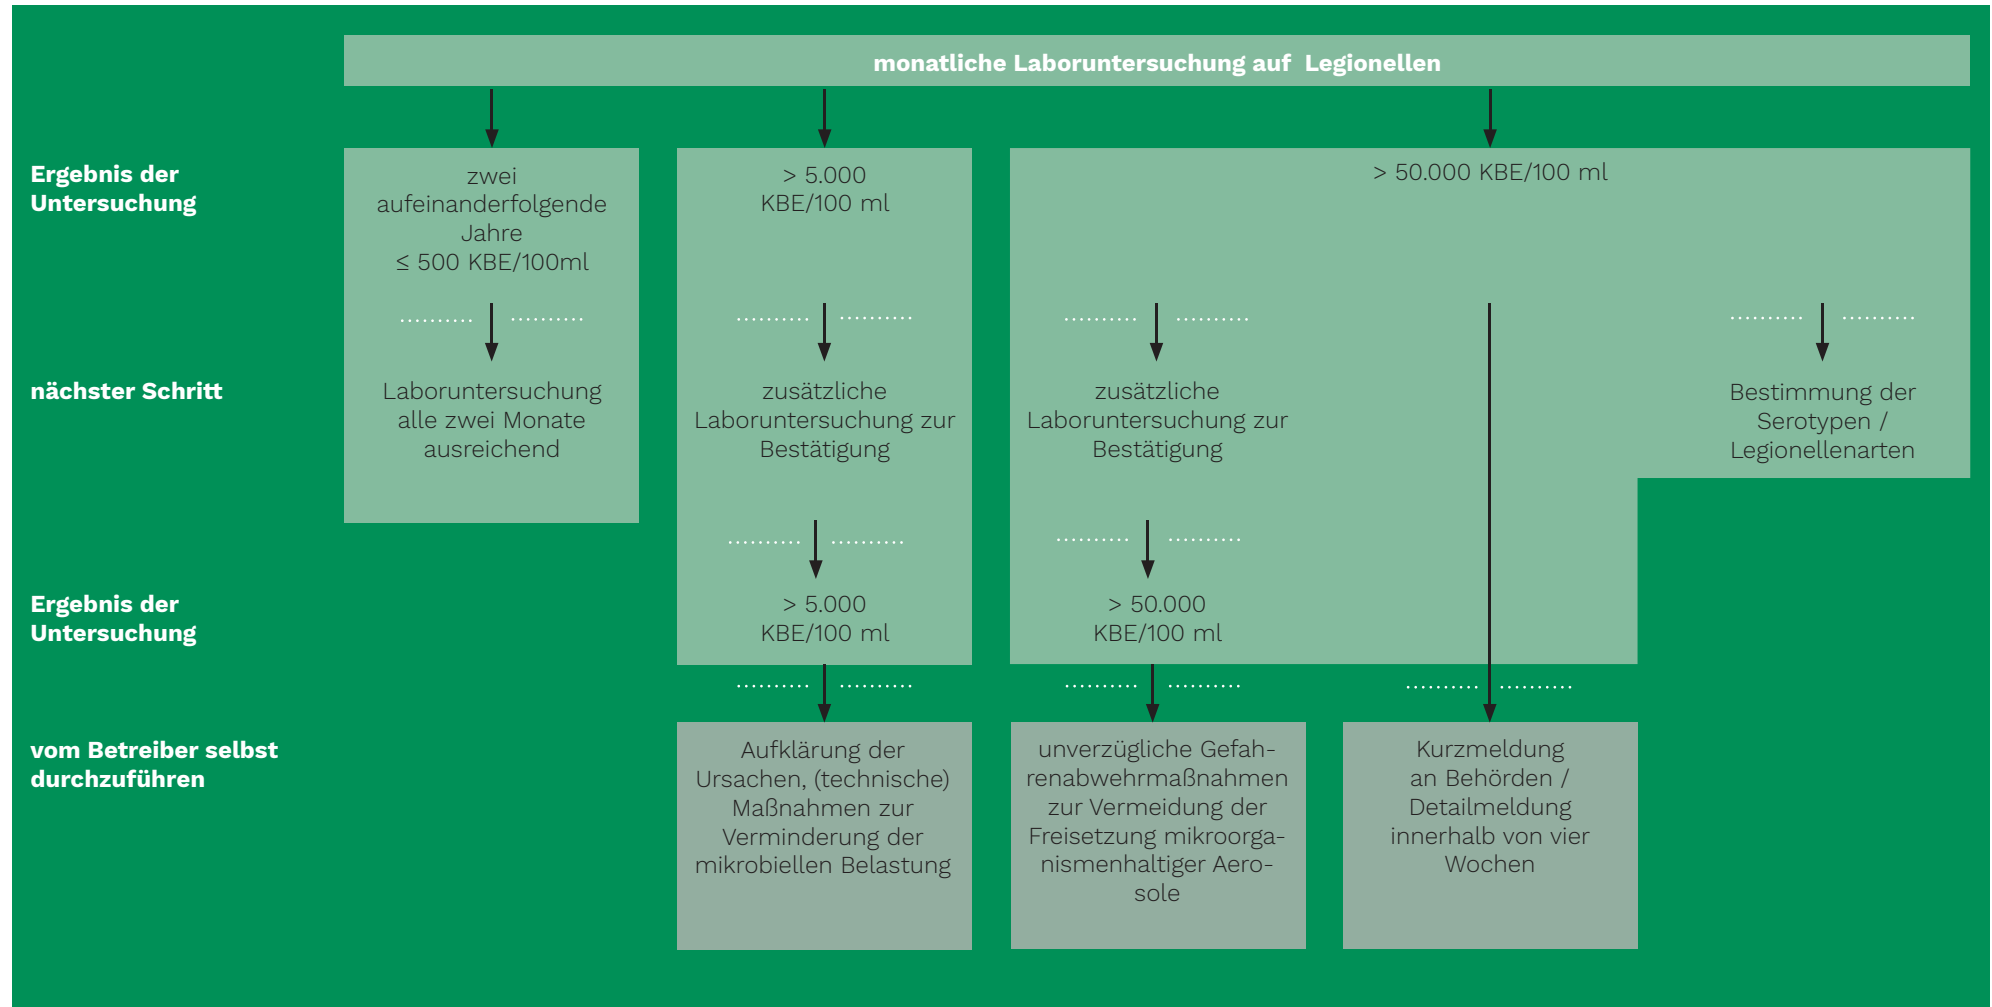 monatliche Laboruntersuchung auf Legionellen
Ergebnis der
Untersuchung
zwei
aufeinanderfolgende
Jahre
≤ 500 KBE/100ml
> 5.000
KBE/100 ml
> 50.000 KBE/100 ml
nächster Schritt
Laboruntersuchung
alle zwei Monate
ausreichend
zusätzliche
Laboruntersuchung zur
Bestätigung
zusätzliche
Laboruntersuchung zur
Bestätigung
Bestimmung der
Serotypen /
Legionellenarten
Ergebnis der
Untersuchung
> 5.000
KBE/100 ml
> 50.000
KBE/100 ml
vom Betreiber selbst
durchzuführen
Aufklärung der
Ursachen, (technische)
Maßnahmen zur
Verminderung der
mikrobiellen Belastung
unverzügliche Gefah-
renabwehrmaßnahmen
zur Vermeidung der
Freisetzung mikroorga-
nismenhaltiger Aero-
sole
Kurzmeldung
an Behörden /
Detailmeldung
innerhalb von vier
Wochen